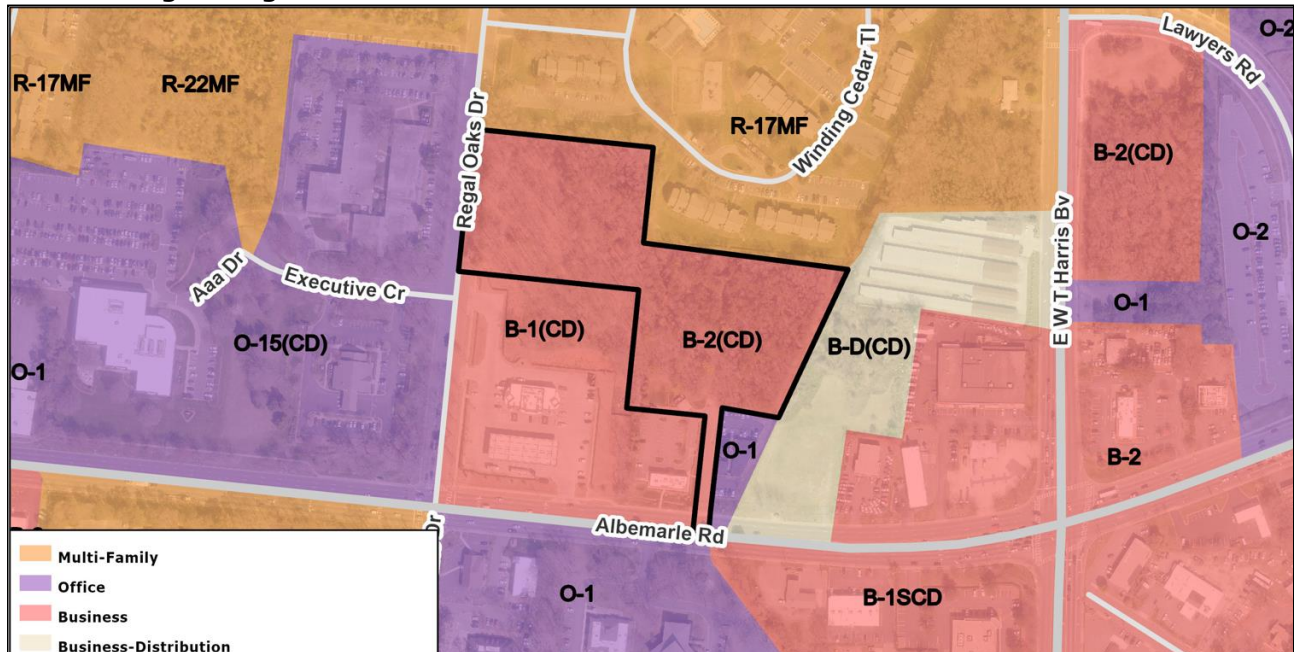 O-2
Lawyers Rd
R-17MF
R-22MF
Regal Oaks Dr
R-17MF
Winding Cedar Tl
B-2(CD)
O-2
E W T Harris Bv
Aaa Dr
Executive Cr
O-1
O-15(CD)
B-1(CD)
B-2(CD)
B-D(CD)
O-1
O-1
B-2
Albemarle Rd
Dr
O-1
B-1SCD
Multi-Family
Office
Business
Business-Distribution